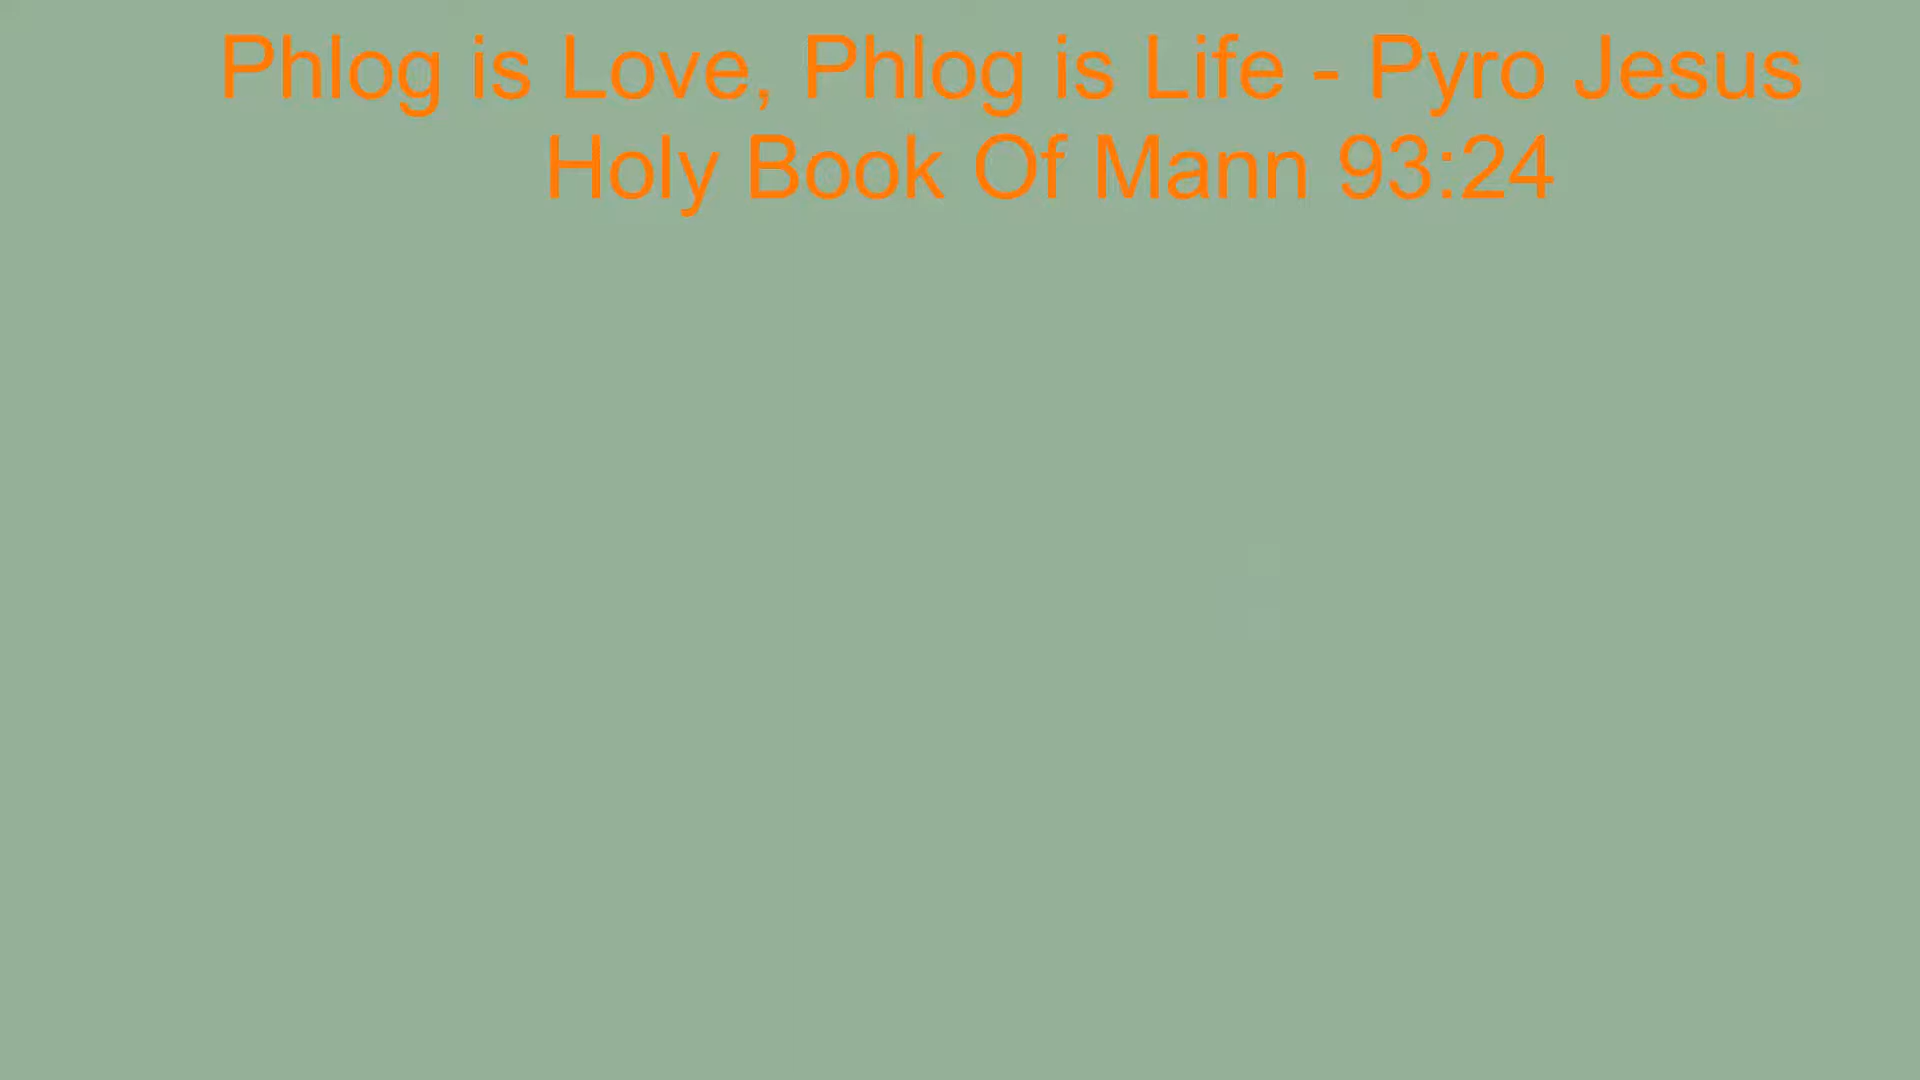 Phlog is Love, Phlog is Life - Pyro Jesus
Holy Book Of Mann 93:24